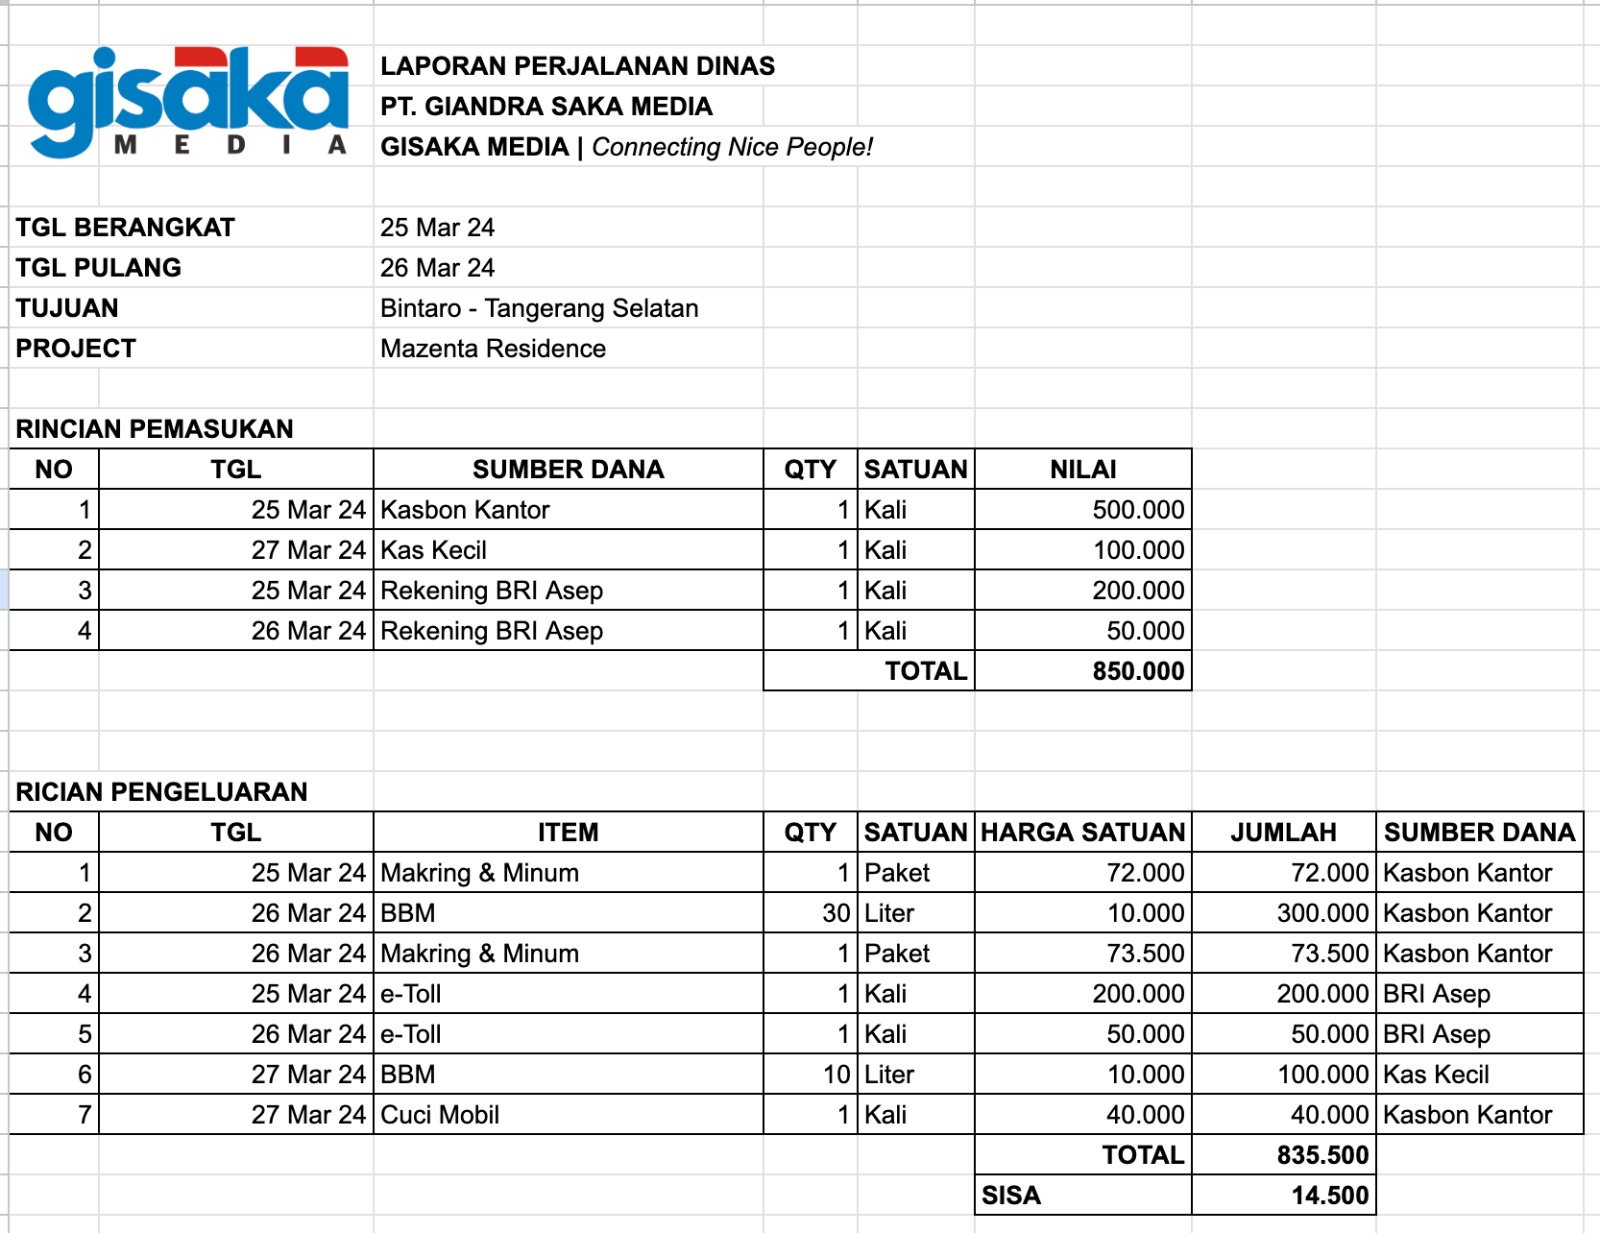 gisaka
MEDIA
LAPORAN PERJALANAN DINAS
PT. GIANDRA SAKA MEDIA
GISAKA MEDIA | Connecting Nice People!
TGL BERANGKAT 25 Mar 24
TGL PULANG 26 Mar 24
TUJUAN Bintaro - Tangerang Selatan
PROJECT Mazenta Residence
RINCIAN PEMASUKAN
NO TGL SUMBER DANA QTY SATUAN NILAI
1 25 Mar 24 Kasbon Kantor 1 Kali 500.000
2 27 Mar 24 Kas Kecil 1 Kali 100.000
3 25 Mar 24 Rekening BRI Asep 1 Kali 200.000
4 26 Mar 24 Rekening BRI Asep 1 Kali 50.000
TOTAL 850.000
RICIAN PENGELUARAN
NO TGL ITEM QTY SATUAN HARGA SATUAN JUMLAH SUMBER DANA
1 25 Mar 24 Makring & Minum 1 Paket 72.000 72.000 Kasbon Kantor
2 26 Mar 24 BBM 30 Liter 10.000 300.000 Kasbon Kantor
3 26 Mar 24 Makring & Minum 1 Paket 73.500 73.500 Kasbon Kantor
4 25 Mar 24 e-Toll 1 Kali 200.000 200.000 BRI Asep
5 26 Mar 24 e-Toll 1 Kali 50.000 50.000 BRI Asep
6 27 Mar 24 BBM 10 Liter 10.000 100.000 Kas Kecil
7 27 Mar 24 Cuci Mobil 1 Kali 40.000 40.000 Kasbon Kantor
TOTAL 835.500
SISA 14.500